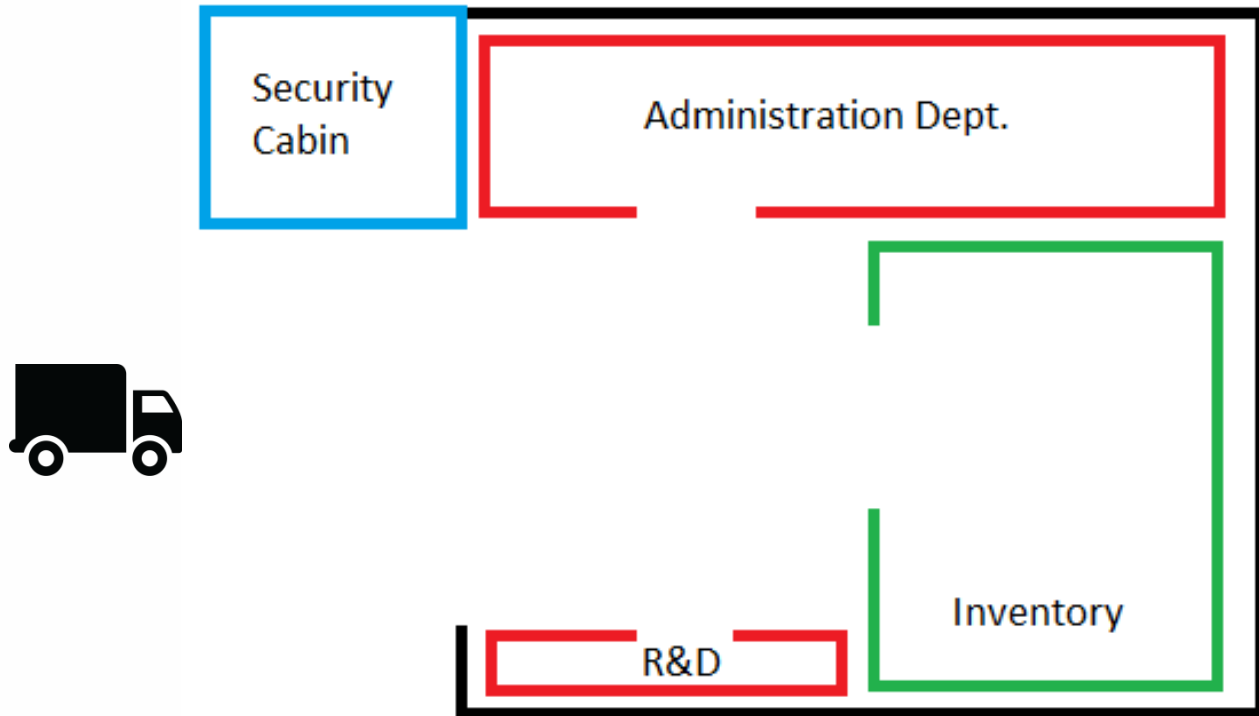 Security
Cabin
Administration Dept.
Inventory
R&D